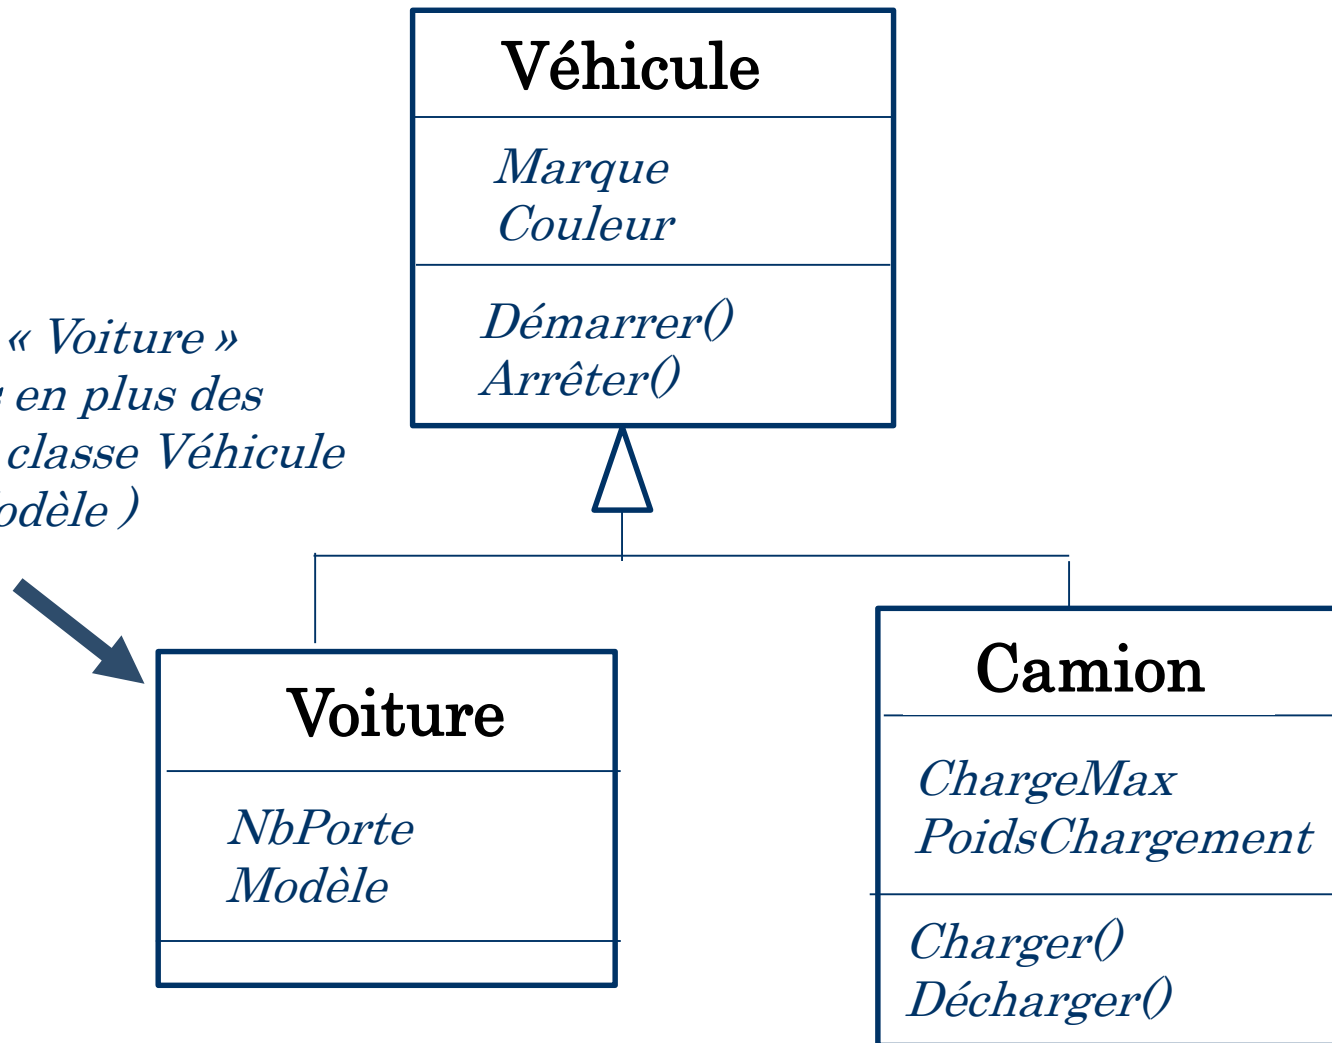 Véhicule
Marque
Couleur
Démarrer()
Arrêter()
« Voiture »
en plus des
classe Véhicule
)
Voiture
NbPorte
Modèle
Camion
ChargeMax
PoidsChargement
Charger()
Décharger()